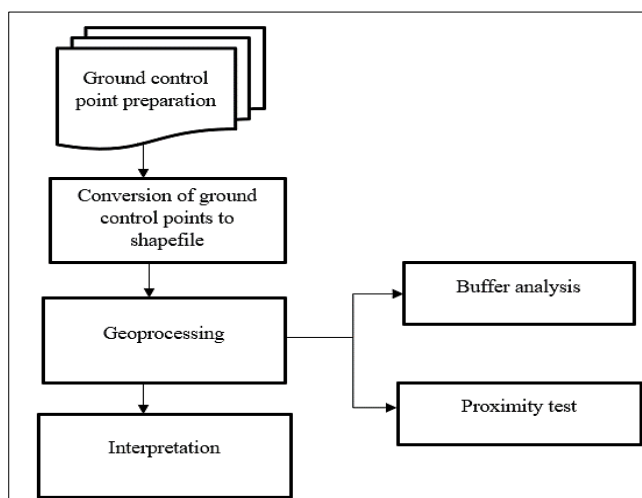 Ground control
point preparation
Conversion of ground
control points to
shapefile
Geoprocessing
Buffer analysis
Proximity test
Interpretation